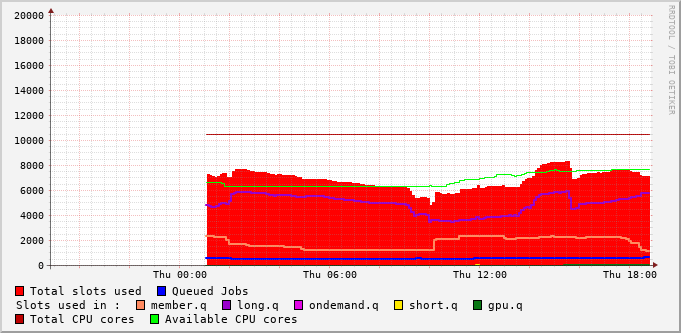 RRDTOOL / TOBI OETIKER
20000
18000
16000
14000
12000
10000
8000
6000
4000
2000
0
Thu 00:00 Thu 06:00 Thu 12:00 Thu 18:00
Total slots used Queued Jobs
Slots used in : member.q long.q ondemand.q short.q gpu.q
Total CPU cores Available CPU cores